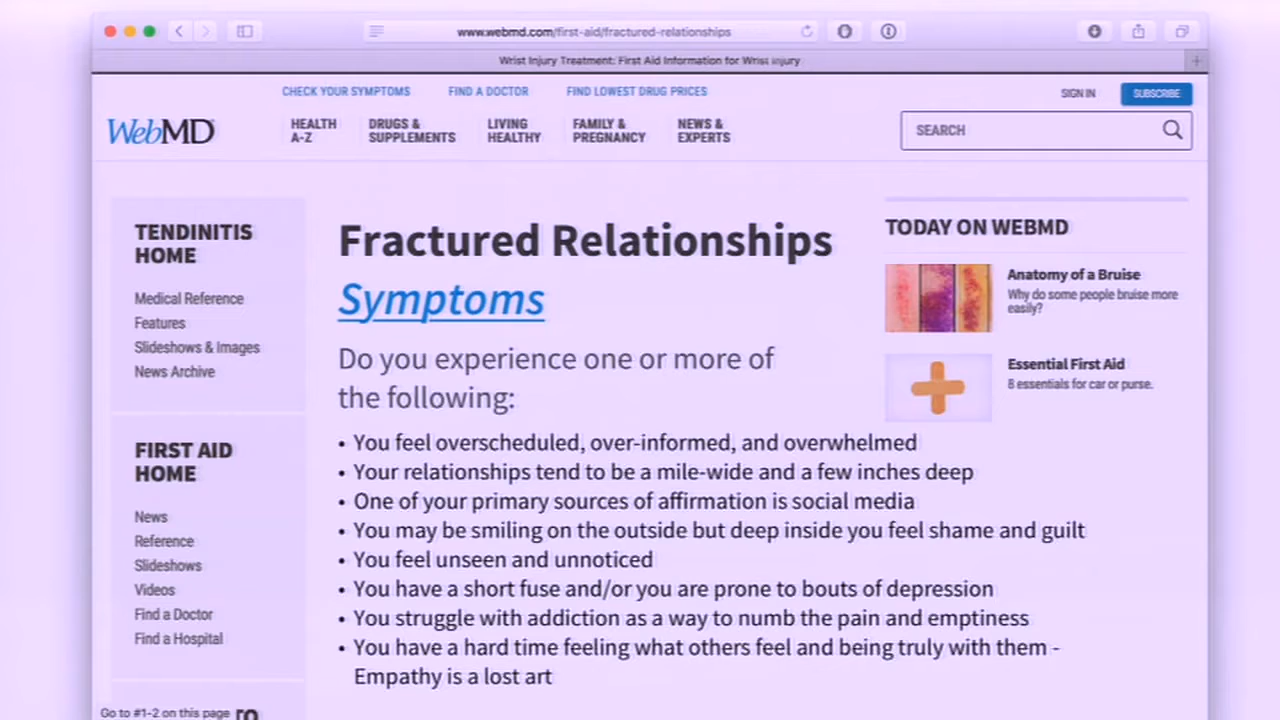 www.webmd.com/first-aid/fractured-relationships
Wrist Injury Treatment: First Aid Information for Wrist injury
CHECK YOUR SYMPTOMS FIND A DOCTOR FIND LOWEST DRUG PRICES
SIGN IN SUBSCRIBE
WebMD
HEALTH A-Z
DRUGS & SUPPLEMENTS
LIVING HEALTHY
FAMILY & PREGNANCY
NEWS & EXPERTS
SEARCH
TENDINITIS
HOME
Medical Reference
Features
Slideshows & Images
News Archive
FIRST AID
HOME
News
Reference
Slideshows
Videos
Find a Doctor
Find a Hospital
Go to #1-2 on this page
Fractured Relationships
Symptoms
Do you experience one or more of
the following:
• You feel overscheduled, over-informed, and overwhelmed
• Your relationships tend to be a mile-wide and a few inches deep
• One of your primary sources of affirmation is social media
• You may be smiling on the outside but deep inside you feel shame and guilt
• You feel unseen and unnoticed
• You have a short fuse and/or you are prone to bouts of depression
• You struggle with addiction as a way to numb the pain and emptiness
• You have a hard time feeling what others feel and being truly with them -
Empathy is a lost art
TODAY ON WEBMD
Anatomy of a Bruise
Why do some people bruise more
easily?
Essential First Aid
8 essentials for car or purse.